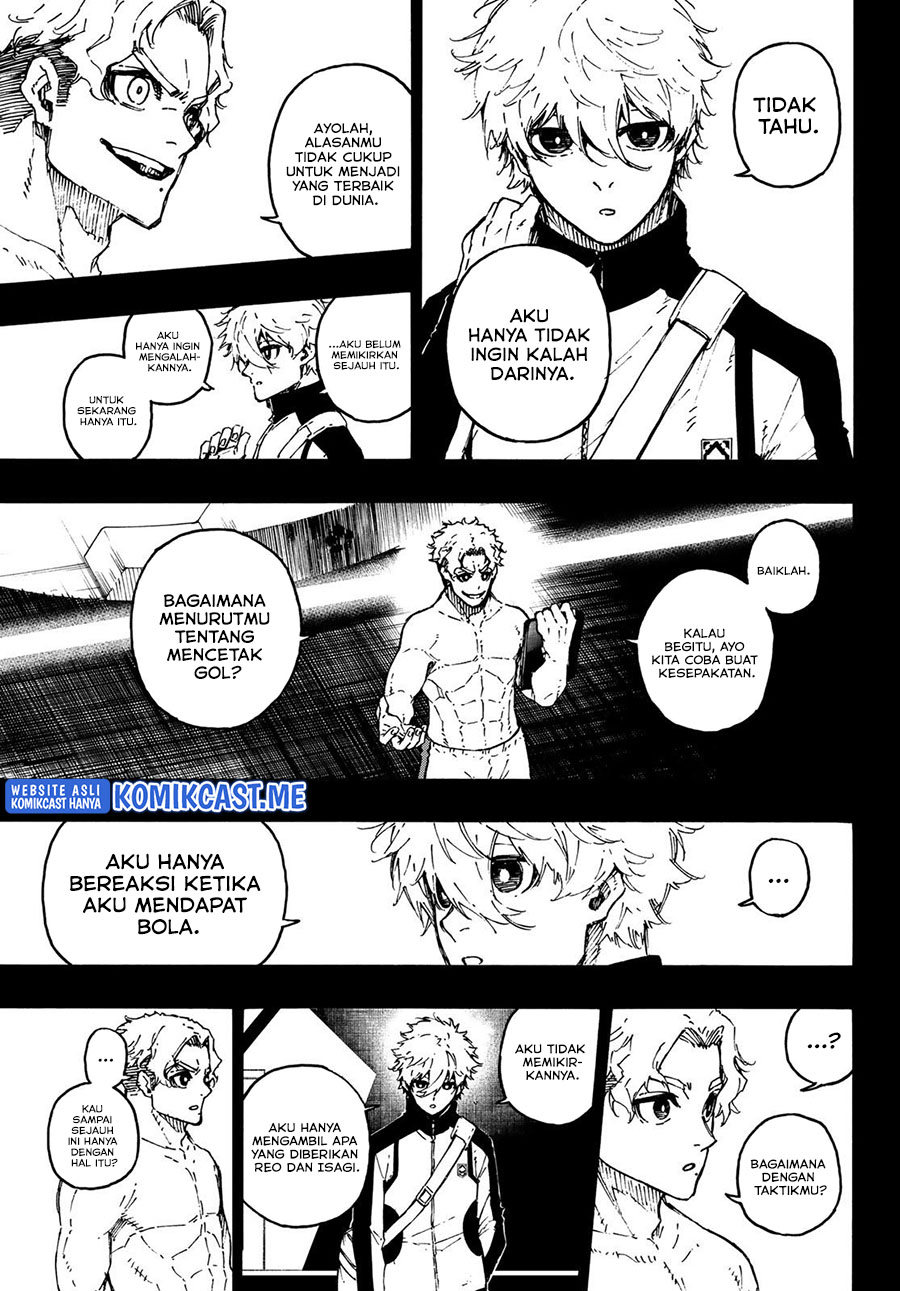 TIDAK
TAHU.
AKU
HANYA TIDAK
INGIN KALAH
DARINYA.
AYOLAH,
ALASANMU
TIDAK CUKUP
UNTUK MENJADI
YANG TERBAIK
DI DUNIA.
...AKU BELUM
MEMIKIRKAN
SEJAUH ITU.
AKU
HANYA INGIN
MENGALAH-
KANNYA.
UNTUK
SEKARANG
HANYA ITU.
BAIKLAH.
KALAU
BEGITU, AYO
KITA COBA BUAT
KESEPAKATAN.
BAGAIMANA
MENURUTMU
TENTANG
MENCETAK
GOL?
WEBSITE ASLI
KOMIKCAST HANYA
KOMIKCAST.ME
...
AKU HANYA
BEREAKSI KETIKA
AKU MENDAPAT
BOLA.
...?
BAGAIMANA
DENGAN
TAKTIKMU?
AKU TIDAK
MEMIKIR-
KANNYA.
AKU HANYA
MENGAMBIL APA
YANG DIBERIKAN
REO DAN ISAGI.
...
KAU
SAMPAI
SEJAUH
INI HANYA
DENGAN
HAL ITU?